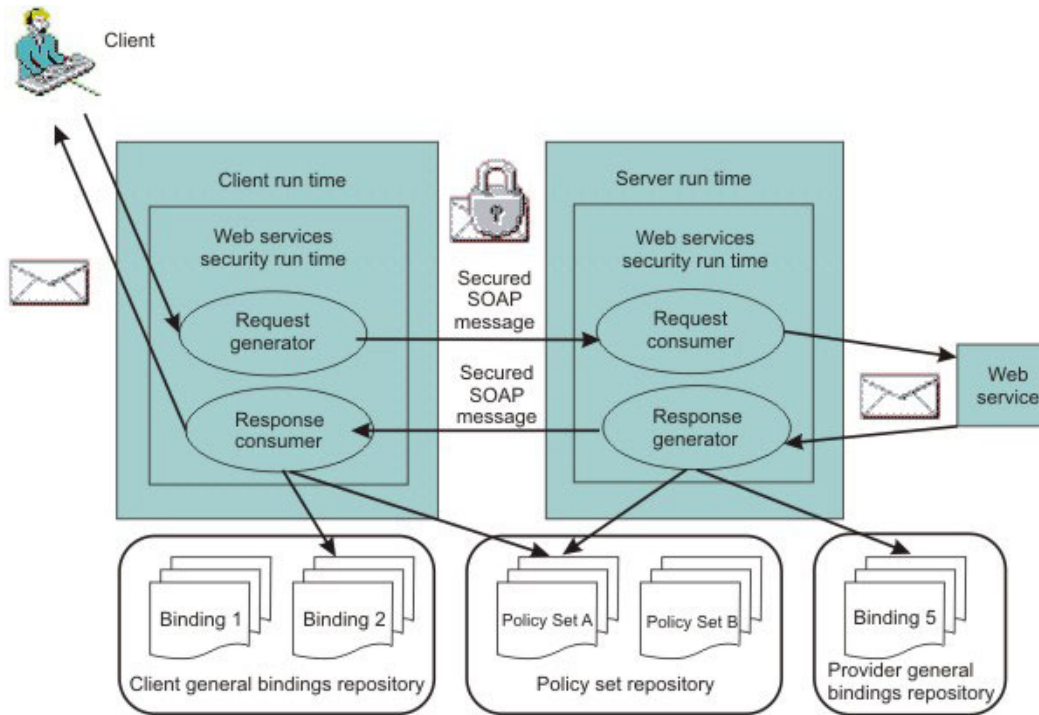 Client
Client run time
Web services
security run time
Request
generator
Response
consumer
Secured
SOAP
message
Secured
SOAP
message
Server run time
Web services
security run time
Request
consumer
Response
generator
Web
service
Binding 1
Binding 2
Client general bindings repository
Policy Set A
Policy Set B
Policy set repository
Binding 5
Provider general
bindings repository